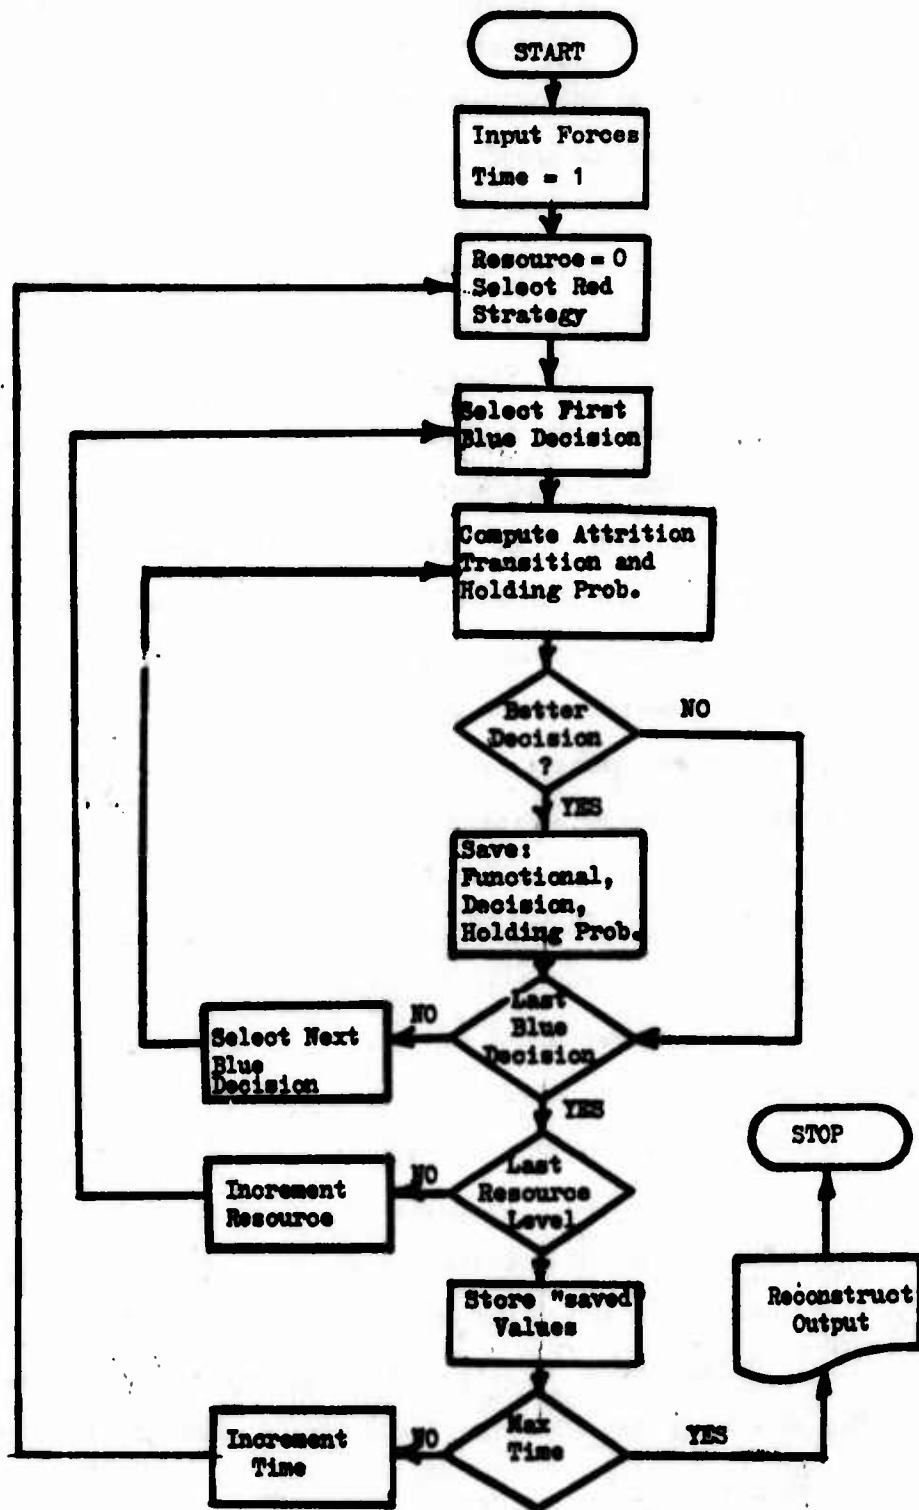 START
Input Forces
Time = 1
Resource = 0
Select Red
Strategy
Select First
Blue Decision
Compute Attrition
Transition and
Holding Prob.
Better
Decision
?
NO
YES
Save:
Functional,
Decision,
Holding Prob.
Last
Blue
Decision
NO
Select Next
Blue
Decision
YES
Last
Resource
Level
NO
Increment
Resource
Store "saved"
Values
Max
Time
NO
Increment
Time
YES
Reconstruct
Output
STOP